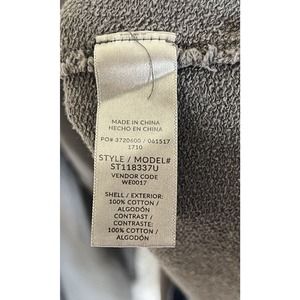 MADE IN CHINA
HECHO EN CHINA
PO# 3720600 / 061517
1710
STYLE / MODEL#
ST118337U
VENDOR CODE
WE0017
SHELL / EXTERIOR:
100% COTTON /
ALGODÓN
CONTRAST /
CONTRASTE:
100% COTTON /
ALGODÓN